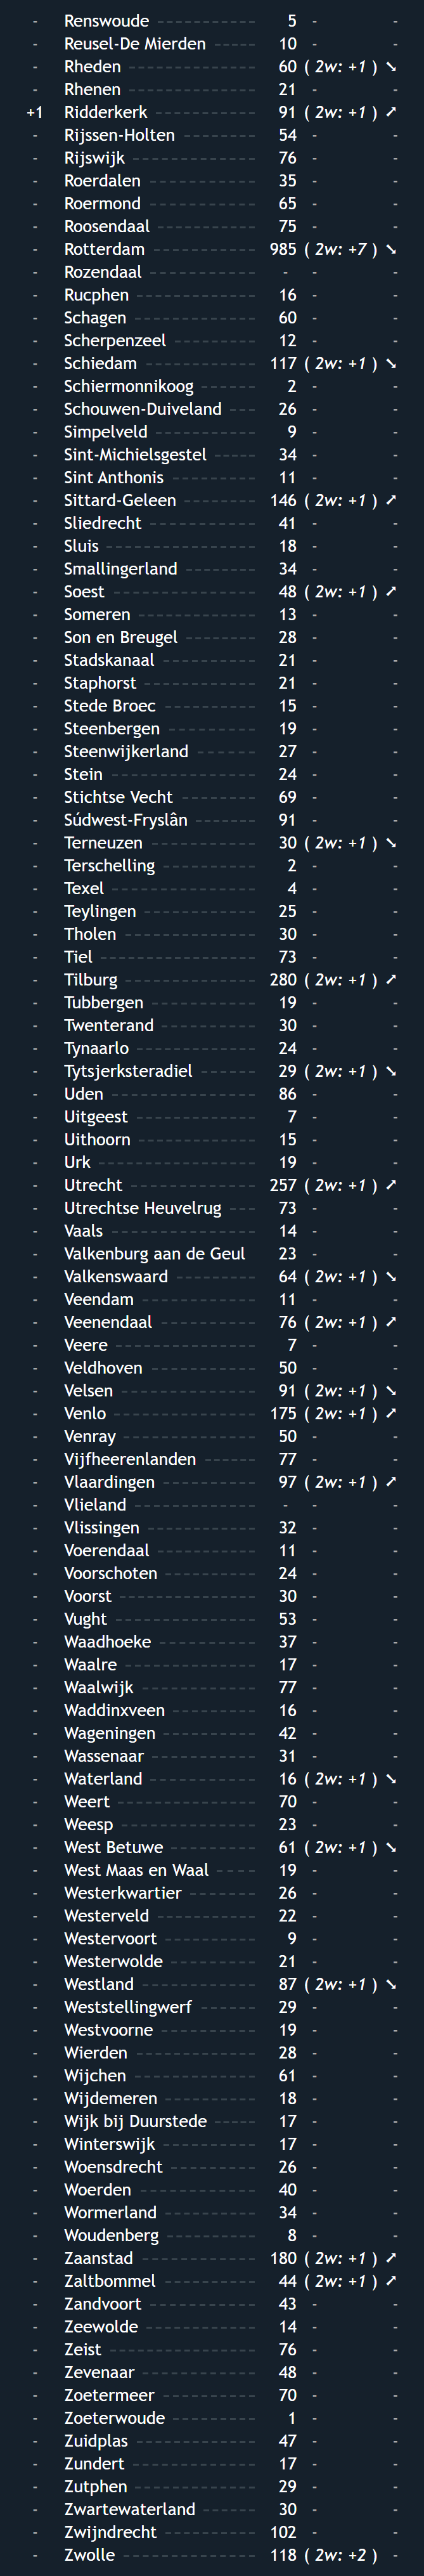 - Renswoude 5 - -
- Reusel-De Mierden 10 - -
- Rheden 60 ( 2w: +1 ) ➘
- Rhenen 21 - -
+1 Ridderkerk 91 ( 2w: +1 ) ➚
- Rijssen-Holten 54 - -
- Rijswijk 76 - -
- Roerdalen 35 - -
- Roermond 65 - -
- Roosendaal 75 - -
- Rotterdam 985 ( 2w: +7 ) ➘
- Rozendaal - - -
- Rucphen 16 - -
- Schagen 60 - -
- Scherpenzeel 12 - -
- Schiedam 117 ( 2w: +1 ) ➘
- Schiermonnikoog 2 - -
- Schouwen-Duiveland 26 - -
- Simpelveld 9 - -
- Sint-Michielsgestel 34 - -
- Sint Anthonis 11 - -
- Sittard-Geleen 146 ( 2w: +1 ) ➚
- Sliedrecht 41 - -
- Sluis 18 - -
- Smallingerland 34 - -
- Soest 48 ( 2w: +1 ) ➚
- Someren 13 - -
- Son en Breugel 28 - -
- Stadskanaal 21 - -
- Staphorst 21 - -
- Stede Broec 15 - -
- Steenbergen 19 - -
- Steenwijkerland 27 - -
- Stein 24 - -
- Stichtse Vecht 69 - -
- Súdwest-Fryslân 91 - -
- Terneuzen 30 ( 2w: +1 ) ➘
- Terschelling 2 - -
- Texel 4 - -
- Teylingen 25 - -
- Tholen 30 - -
- Tiel 73 - -
- Tilburg 280 ( 2w: +1 ) ➚
- Tubbergen 19 - -
- Twenterand 30 - -
- Tynaarlo 24 - -
- Tytsjerksteradiel 29 ( 2w: +1 ) ➘
- Uden 86 - -
- Uitgeest 7 - -
- Uithoorn 15 - -
- Urk 19 - -
- Utrecht 257 ( 2w: +1 ) ➚
- Utrechtse Heuvelrug 73 - -
- Vaals 14 - -
- Valkenburg aan de Geul 23 - -
- Valkenswaard 64 ( 2w: +1 ) ➘
- Veendam 11 - -
- Veenendaal 76 ( 2w: +1 ) ➚
- Veere 7 - -
- Veldhoven 50 - -
- Velsen 91 ( 2w: +1 ) ➘
- Venlo 175 ( 2w: +1 ) ➚
- Venray 50 - -
- Vijfheerenlanden 77 - -
- Vlaardingen 97 ( 2w: +1 ) ➚
- Vlieland - - -
- Vlissingen 32 - -
- Voerendaal 11 - -
- Voorschoten 24 - -
- Voorst 30 - -
- Vught 53 - -
- Waadhoeke 37 - -
- Waalre 17 - -
- Waalwijk 77 - -
- Waddinxveen 16 - -
- Wageningen 42 - -
- Wassenaar 31 - -
- Waterland 16 ( 2w: +1 ) ➘
- Weert 70 - -
- Weesp 23 - -
- West Betuwe 61 ( 2w: +1 ) ➘
- West Maas en Waal 19 - -
- Westerkwartier 26 - -
- Westerveld 22 - -
- Westervoort 9 - -
- Westerwolde 21 - -
- Westland 87 ( 2w: +1 ) ➘
- Weststellingwerf 29 - -
- Westvoorne 19 - -
- Wierden 28 - -
- Wijchen 61 - -
- Wijdemeren 18 - -
- Wijk bij Duurstede 17 - -
- Winterswijk 17 - -
- Woensdrecht 26 - -
- Woerden 40 - -
- Wormerland 34 - -
- Woudenberg 8 - -
- Zaanstad 180 ( 2w: +1 ) ➚
- Zaltbommel 44 ( 2w: +1 ) ➚
- Zandvoort 43 - -
- Zeewolde 14 - -
- Zeist 76 - -
- Zevenaar 48 - -
- Zoetermeer 70 - -
- Zoeterwoude 1 - -
- Zuidplas 47 - -
- Zundert 17 - -
- Zutphen 29 - -
- Zwartewaterland 30 - -
- Zwijndrecht 102 - -
- Zwolle 118 ( 2w: +2 ) -